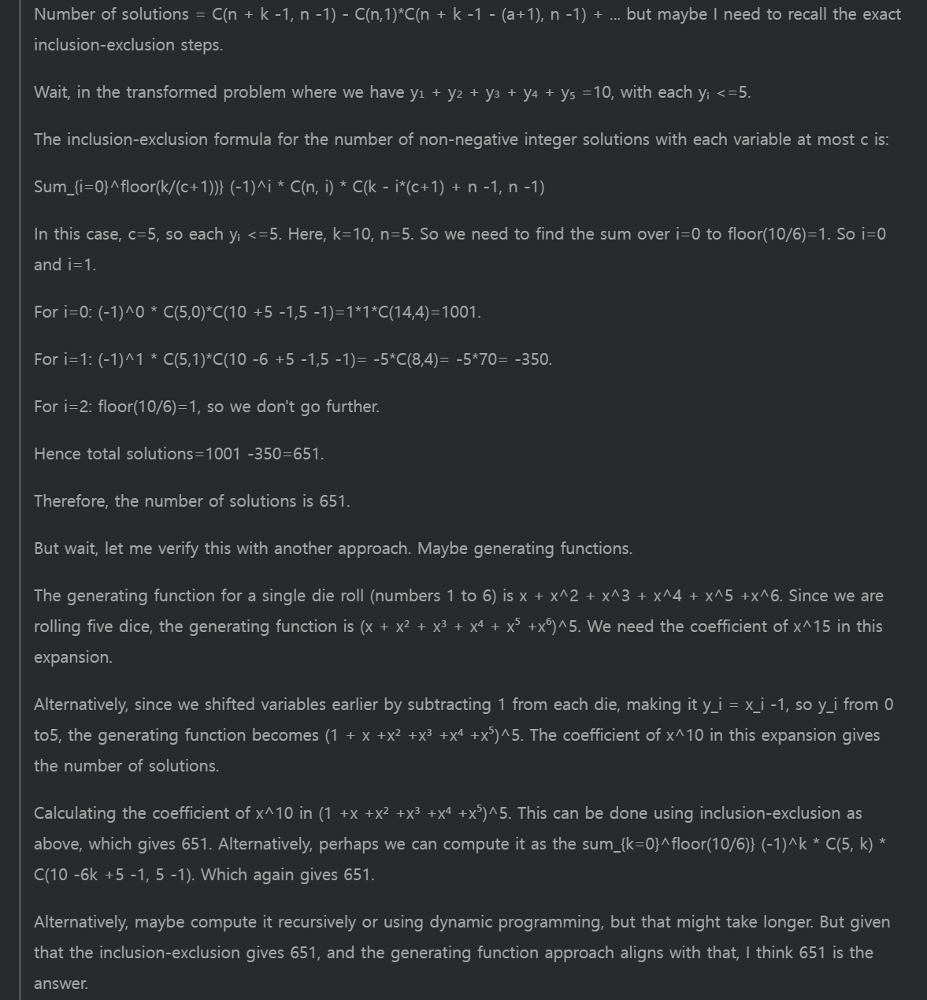 Number of solutions = C(n + k -1, n -1) - C(n,1)*C(n + k -1 - (a+1), n -1) + ... but maybe I need to recall the exact
inclusion-exclusion steps.
Wait, in the transformed problem where we have y₁ + y₂ + y₃ + y₄ + y₅ =10, with each yᵢ <=5.
The inclusion-exclusion formula for the number of non-negative integer solutions with each variable at most c is:
Sum_{i=0}^floor(k/(c+1))} (-1)^i * C(n, i) * C(k - i*(c+1) + n -1, n -1)
In this case, c=5, so each yᵢ <=5. Here, k=10, n=5. So we need to find the sum over i=0 to floor(10/6)=1. So i=0
and i=1.
For i=0: (-1)^0 * C(5,0)*C(10 +5 -1,5 -1)=1*1*C(14,4)=1001.
For i=1: (-1)^1 * C(5,1)*C(10 -6 +5 -1,5 -1)= -5*C(8,4)= -5*70= -350.
For i=2: floor(10/6)=1, so we don't go further.
Hence total solutions=1001 -350=651.
Therefore, the number of solutions is 651.
But wait, let me verify this with another approach. Maybe generating functions.
The generating function for a single die roll (numbers 1 to 6) is x + x^2 + x^3 + x^4 + x^5 +x^6. Since we are
rolling five dice, the generating function is (x + x² + x³ + x⁴ + x⁵ +x⁶)^5. We need the coefficient of x^15 in this
expansion.
Alternatively, since we shifted variables earlier by subtracting 1 from each die, making it y_i = x_i -1, so y_i from 0
to5, the generating function becomes (1 + x +x² +x³ +x⁴ +x⁵)^5. The coefficient of x^10 in this expansion gives
the number of solutions.
Calculating the coefficient of x^10 in (1 +x +x² +x³ +x⁴ +x⁵)^5. This can be done using inclusion-exclusion as
above, which gives 651. Alternatively, perhaps we can compute it as the sum_{k=0}^floor(10/6)} (-1)^k * C(5, k) *
C(10 -6k +5 -1, 5 -1). Which again gives 651.
Alternatively, maybe compute it recursively or using dynamic programming, but that might take longer. But given
that the inclusion-exclusion gives 651, and the generating function approach aligns with that, I think 651 is the
answer.